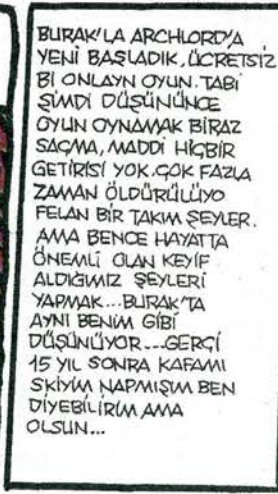 BURAK'LA ARCHLORD'A
YENİ BAŞLADIK, ÜCRETSİZ
Bİ ONLAYN OYUN. TABİ
ŞİMDİ DÜŞÜNÜNCE
OYUN OYNAMAK BİRAZ
SAÇMA, MADDİ HİÇBİR
GETİRİSİ YOK. ÇOK FAZLA
ZAMAN ÖLDÜRÜLÜYO
FELAN BİR TAKIM ŞEYLER.
AMA BENCE HAYATTA
ÖNEMLİ OLAN KEYİF
ALDIĞIMIZ ŞEYLERİ
YAPMAK...BURAK'TA
AYNI BENİM GİBİ
DÜŞÜNÜYOR...GERÇİ
15 YIL SONRA KAFAMI
SKİYİM NAPMIŞIM BEN
DİYEBİLİRİM AMA
OLSUN...